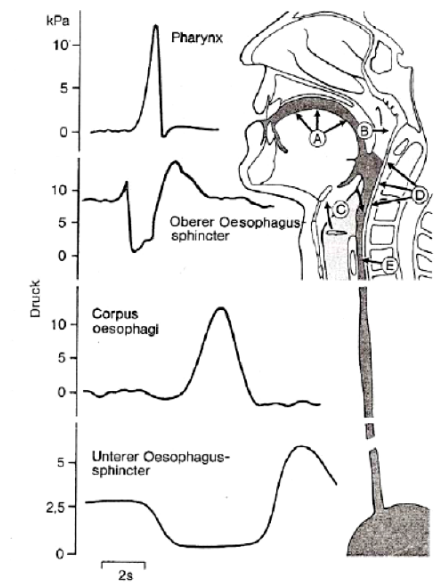 kPa
10
5
0
Pharynx
A
B
C
D
E
10
5
0
Oberer Oesophagus-
sphincter
Druck
Corpus
oesophagi
10
5
0
Unterer Oesophagus-
sphincter
5
2,5
0
2s